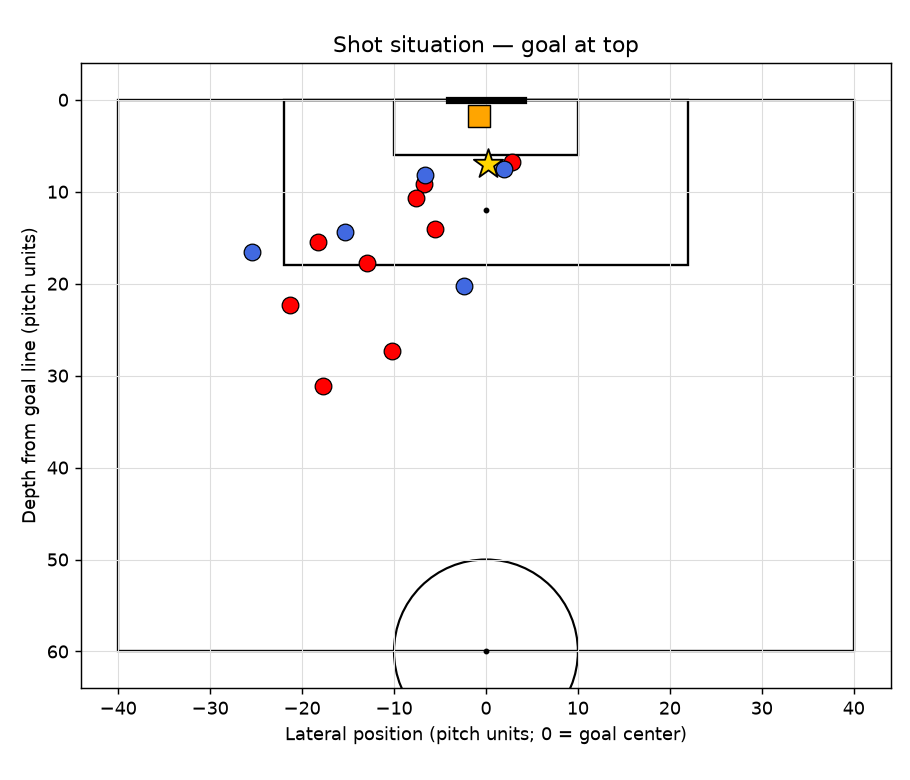 Shot situation — goal at top
Depth from goal line (pitch units)
0
10
20
30
40
50
60
−40 −30 −20 −10 0 10 20 30 40
Lateral position (pitch units; 0 = goal center)